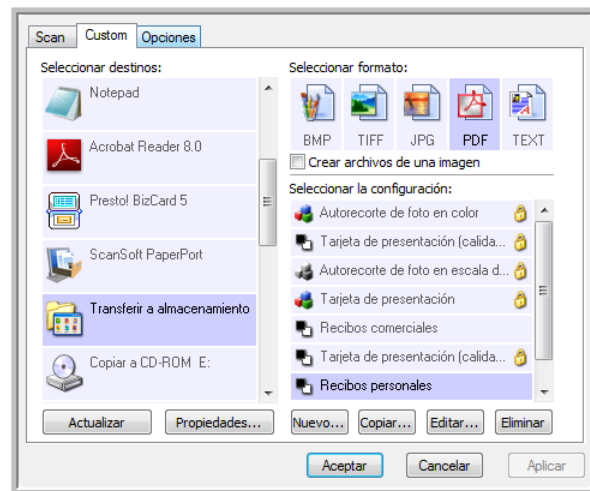 Scan Custom Opciones
Seleccionar destinos:
Notepad
Acrobat Reader 8.0
Presto! BizCard 5
ScanSoft PaperPort
Transferir a almacenamiento
Copiar a CD-ROM E:
Actualizar Propiedades...
Seleccionar formato:
BMP TIFF JPG PDF TEXT
Crear archivos de una imagen
Seleccionar la configuración:
Autorecorte de foto en color
Tarjeta de presentación (calida...
Autorecorte de foto en escala d...
Tarjeta de presentación
Recibos comerciales
Tarjeta de presentación (calida...
Recibos personales
Nuevo... Copiar... Editar... Eliminar
Aceptar Cancelar Aplicar